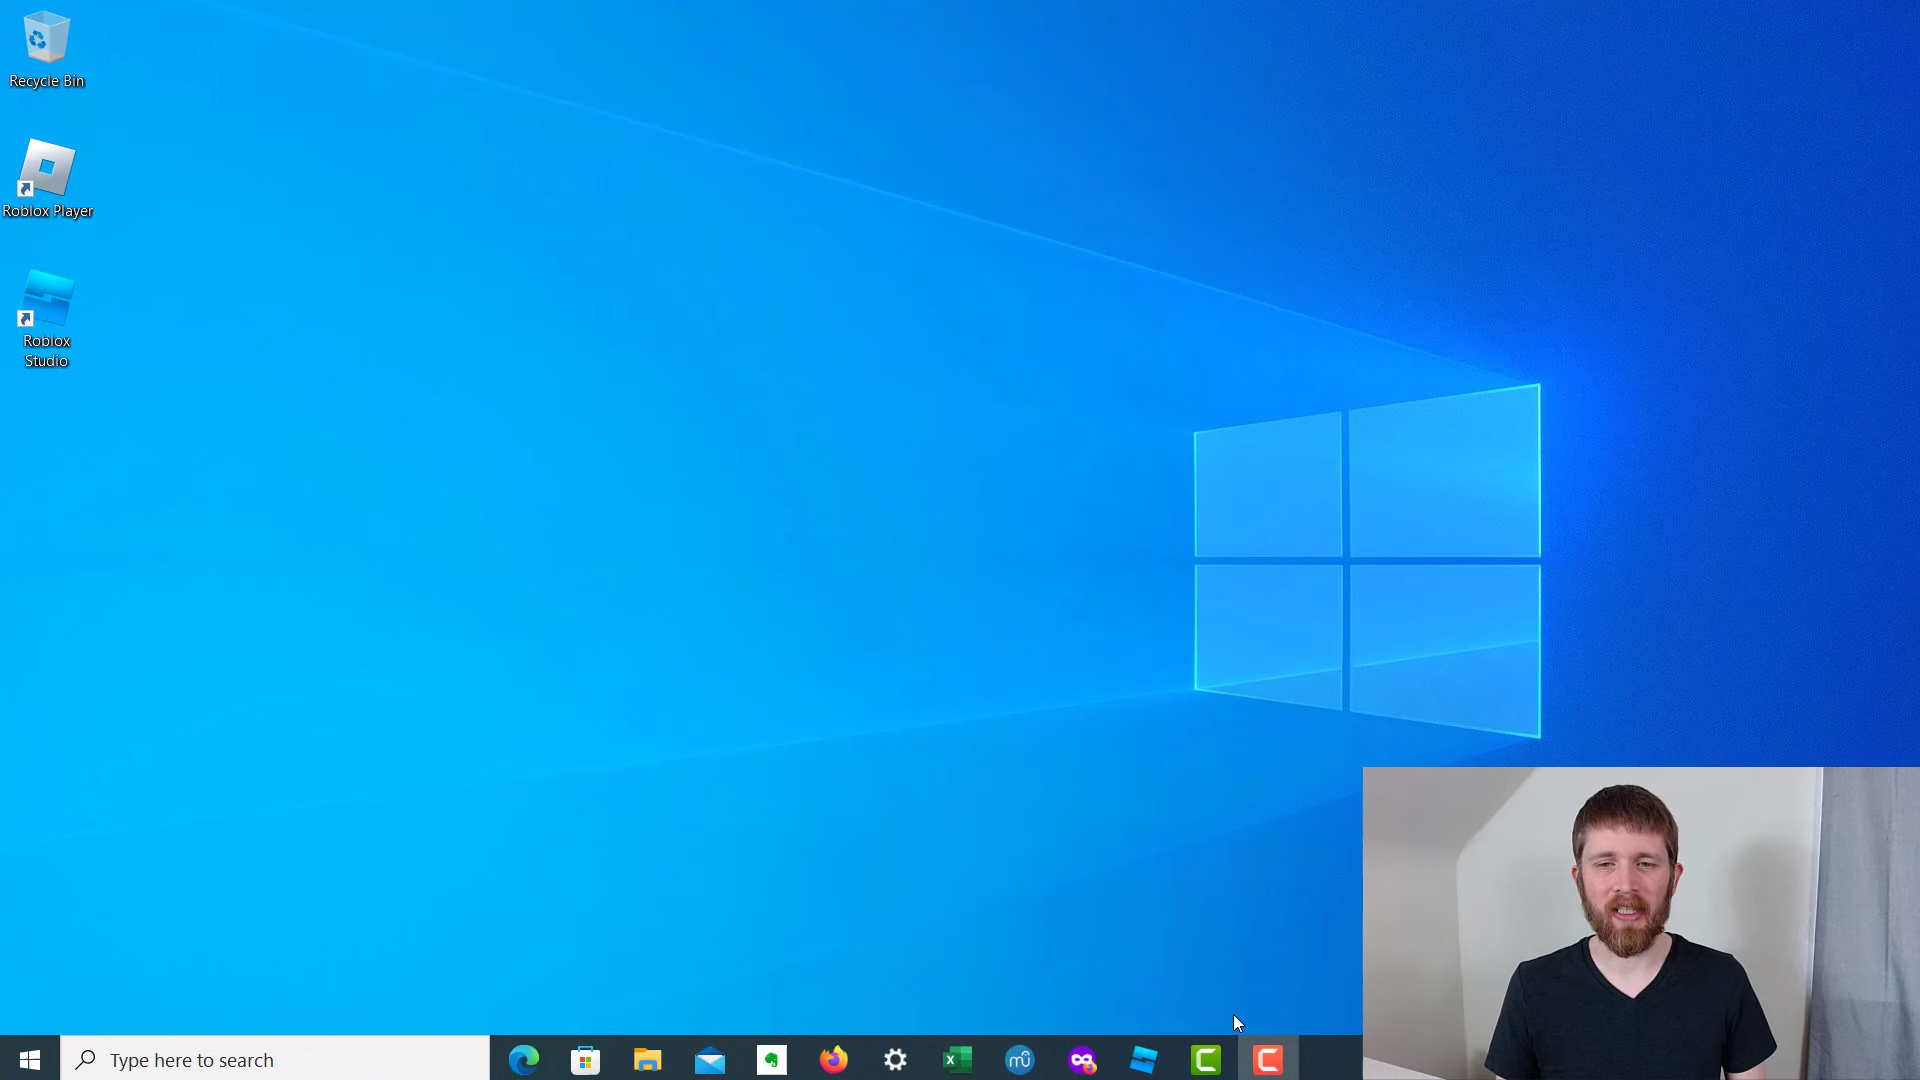 Recycle Bin
Roblox Player
Roblox
Studio
Type here to search